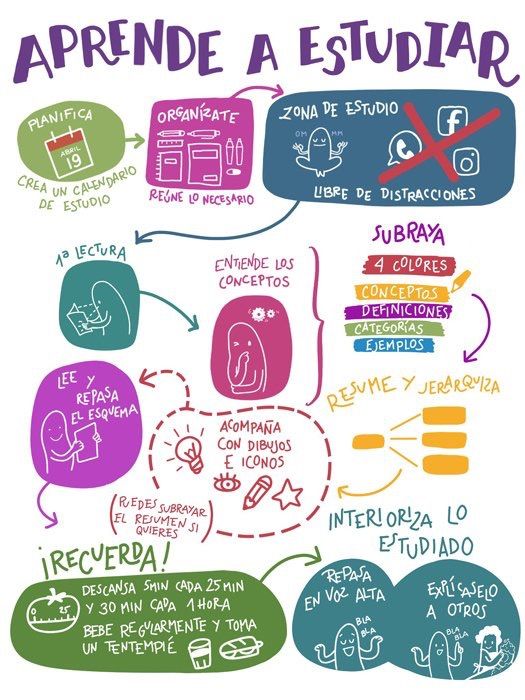 APRENDE A ESTUDIAR
PLANIFICA
ABRIL
19
CREA UN CALENDARIO
DE ESTUDIO
ORGANÍZATE
REÚNE LO NECESARIO
ZONA DE ESTUDIO
OM MM
LIBRE DE DISTRACCIONES
1ª LECTURA
ENTIENDE LOS
CONCEPTOS
SUBRAYA
4 COLORES
CONCEPTOS
DEFINICIONES
CATEGORÍAS
EJEMPLOS
RESUME Y JERARQUIZA
ACOMPAÑA
CON DIBUJOS
E ICONOS
(PUEDES SUBRAYAR
EL RESUMEN SI
QUIERES)
LEE Y
REPASA
EL ESQUEMA
¡RECUERDA!
25
DESCANSA 5MIN CADA 25 MIN
Y 30 MIN CADA 1 HORA
BEBE REGULARMENTE Y TOMA
UN TENTEMPIÉ
INTERIORIZA LO
ESTUDIADO
REPASA
EN VOZ ALTA
BLA
BLA
EXPLÍCASELO
A OTROS
BLA
BLA